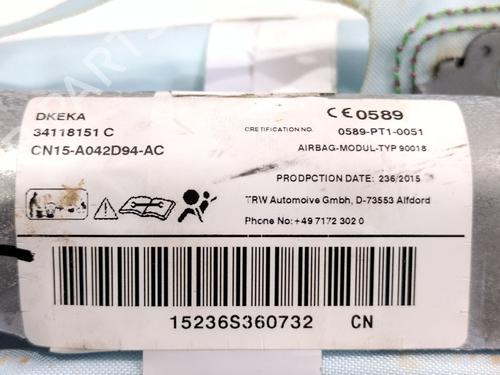 DKEKA
34118151 C
CN15-A042D94-AC
CE0589
CRETIFICATION NO. 0589-PT1-0051
AIRBAG-MODUL-TYP 90018
PRODPCTION DATE: 236/2015
TRW Automoive Gmbh, D-73553 Alfdord
Phone No: +49 7172 302 0
15236S360732 CN